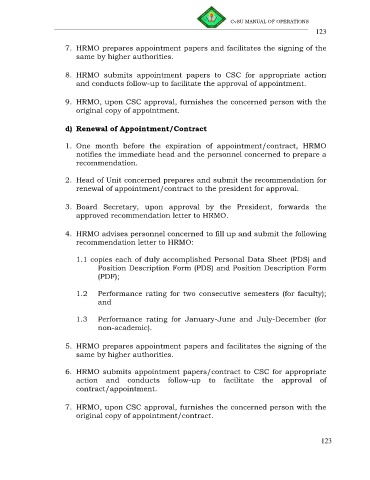 CvSU MANUAL OF OPERATIONS
123
7. HRMO prepares appointment papers and facilitates the signing of the
same by higher authorities.
8. HRMO submits appointment papers to CSC for appropriate action
and conducts follow-up to facilitate the approval of appointment.
9. HRMO, upon CSC approval, furnishes the concerned person with the
original copy of appointment.
d) Renewal of Appointment/Contract
1. One month before the expiration of appointment/contract, HRMO
notifies the immediate head and the personnel concerned to prepare a
recommendation.
2. Head of Unit concerned prepares and submit the recommendation for
renewal of appointment/contract to the president for approval.
3. Board Secretary, upon approval by the President, forwards the
approved recommendation letter to HRMO.
4. HRMO advises personnel concerned to fill up and submit the following
recommendation letter to HRMO:
1.1 copies each of duly accomplished Personal Data Sheet (PDS) and
Position Description Form (PDS) and Position Description Form
(PDF);
1.2 Performance rating for two consecutive semesters (for faculty);
and
1.3 Performance rating for January-June and July-December (for
non-academic).
5. HRMO prepares appointment papers and facilitates the signing of the
same by higher authorities.
6. HRMO submits appointment papers/contract to CSC for appropriate
action and conducts follow-up to facilitate the approval of
contract/appointment.
7. HRMO, upon CSC approval, furnishes the concerned person with the
original copy of appointment/contract.
123